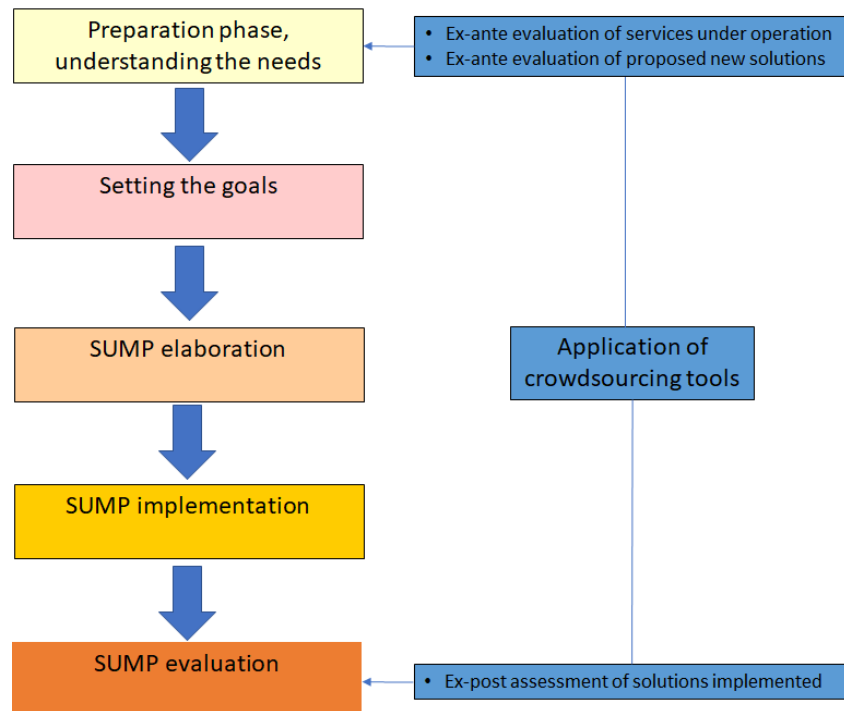 Preparation phase,
understanding the needs
• Ex-ante evaluation of services under operation
• Ex-ante evaluation of proposed new solutions
Setting the goals
SUMP elaboration
Application of
crowdsourcing tools
SUMP implementation
SUMP evaluation
• Ex-post assessment of solutions implemented